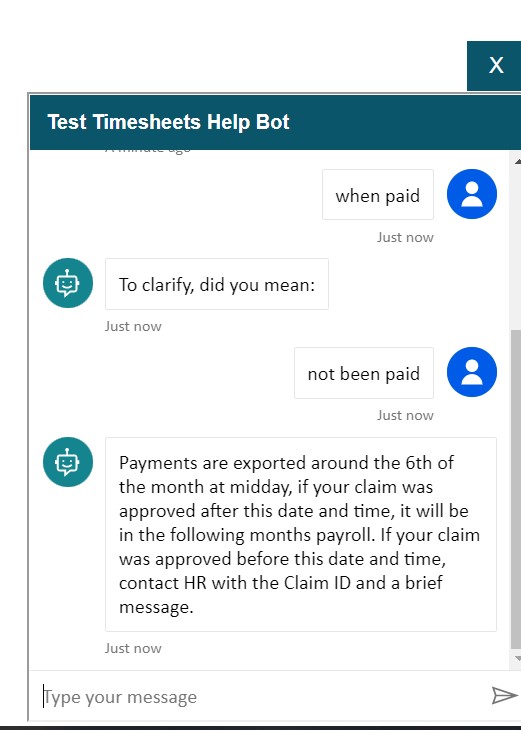 X
Test Timesheets Help Bot
A minute ago
when paid
Just now
To clarify, did you mean:
Just now
not been paid
Just now
Payments are exported around the 6th of
the month at midday, if your claim was
approved after this date and time, it will be
in the following months payroll. If your claim
was approved before this date and time,
contact HR with the Claim ID and a brief
message.
Just now
Type your message